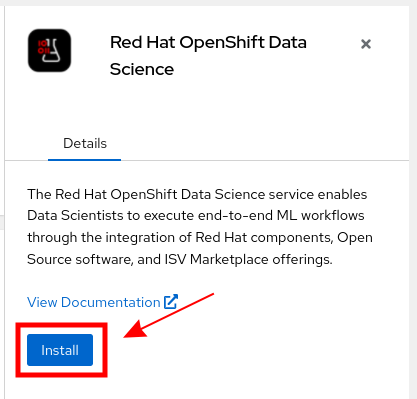 Red Hat OpenShift Data
Science
Details
The Red Hat OpenShift Data Science service enables
Data Scientists to execute end-to-end ML workflows
through the integration of Red Hat components, Open
Source software, and ISV Marketplace offerings.
View Documentation
Install